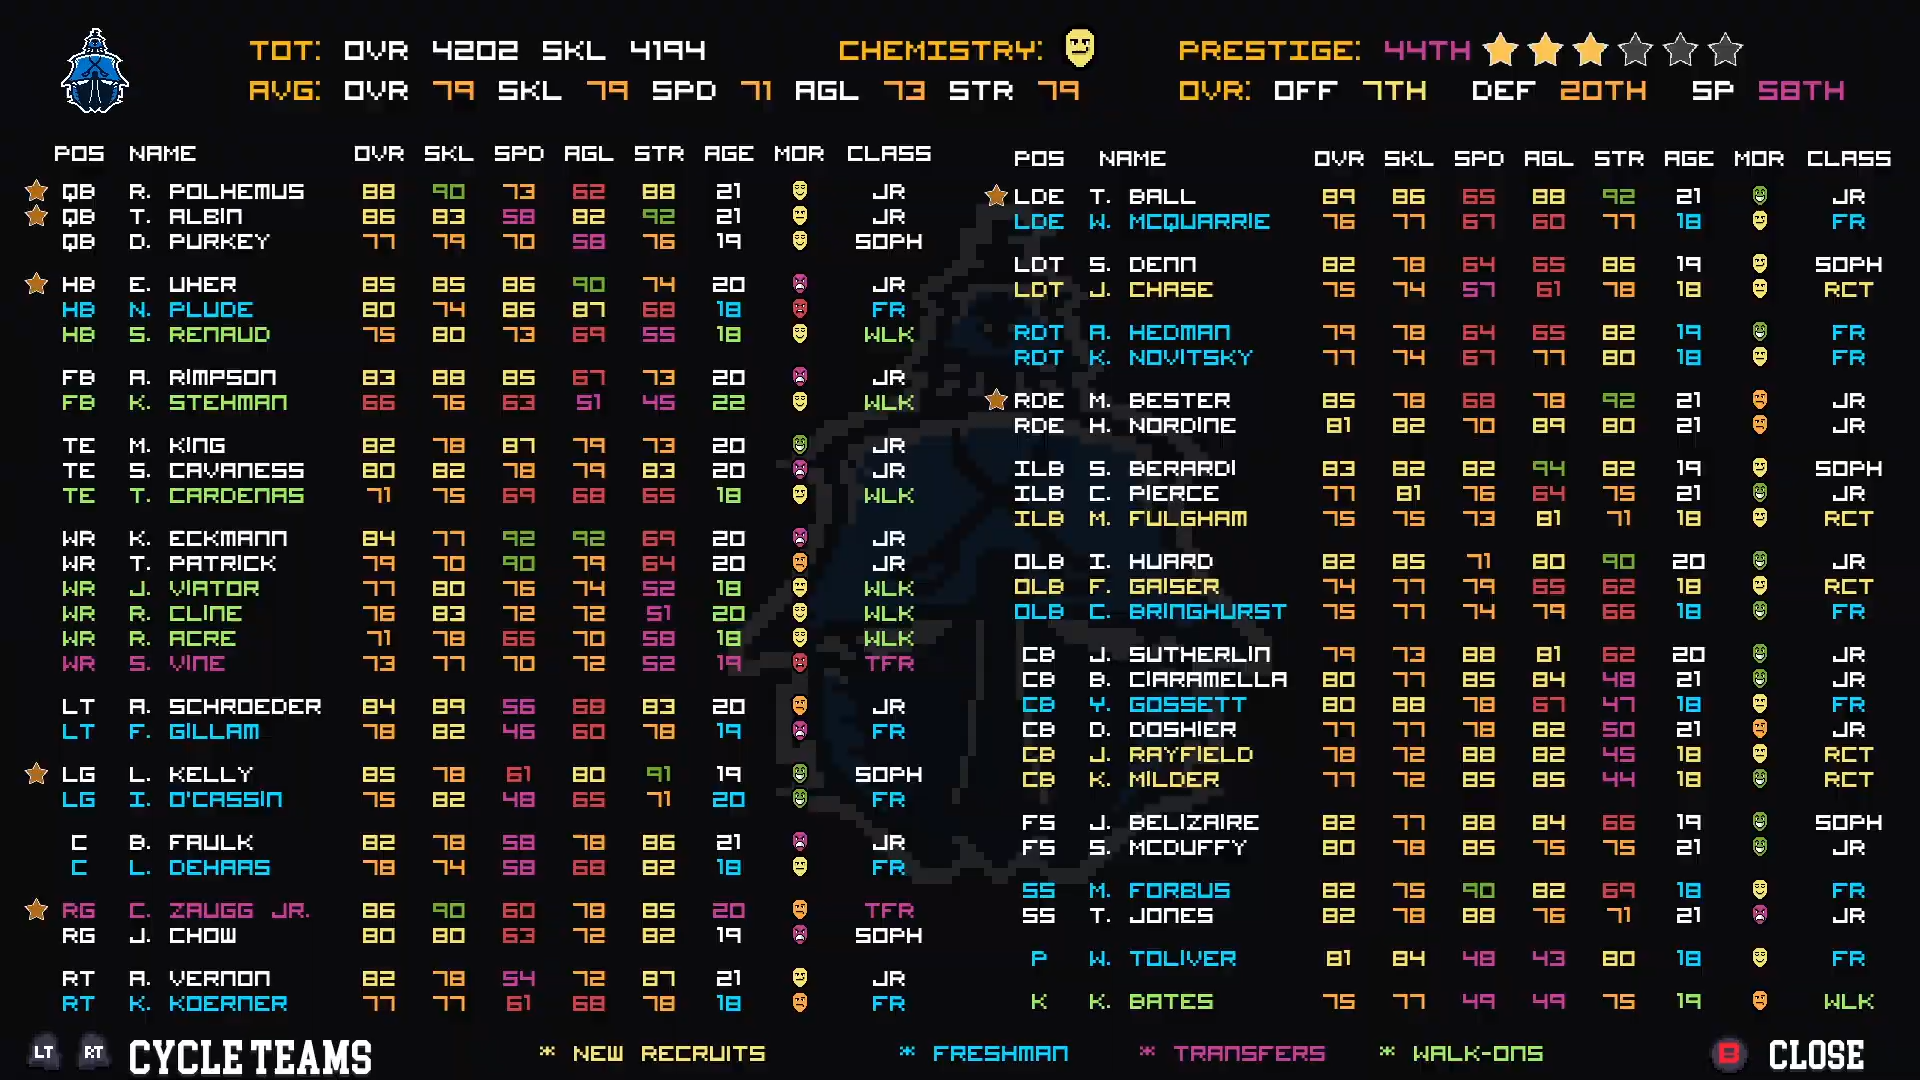 TOT: OVR 4202 SKL 4194 CHEMISTRY: PRESTIGE: 44TH
AVG: OVR 79 SKL 79 SPD 71 AGL 73 STR 79 OVR: OFF 7TH DEF 20TH SP 58TH
POS NAME OVR SKL SPD AGL STR AGE MOR CLASS
QB R. POLHEMUS 88 90 73 62 88 21 JR
QB T. ALBIN 86 83 58 82 92 21 JR
QB D. PURKEY 77 79 70 58 76 19 SOPH
HB E. UHER 85 85 86 90 74 20 JR
HB N. PLUDE 80 74 86 87 68 18 FR
HB S. RENAUD 75 80 73 69 55 18 WLK
FB A. RIMPSON 83 88 85 67 73 20 JR
FB K. STEHMAN 66 76 63 51 45 22 WLK
TE M. KING 82 78 87 79 73 20 JR
TE S. CAVANESS 80 82 78 79 83 20 JR
TE T. CARDENAS 71 75 69 68 65 18 WLK
WR K. ECKMANN 84 77 92 92 69 20 JR
WR T. PATRICK 79 70 90 79 64 20 JR
WR J. VIATOR 77 80 76 74 52 18 WLK
WR R. CLINE 76 83 72 72 51 20 WLK
WR R. ACRE 71 78 66 70 58 18 WLK
WR S. VINE 73 77 70 72 52 19 TFR
LT A. SCHROEDER 84 89 56 68 83 20 JR
LT F. GILLAM 78 82 46 60 78 19 FR
LG L. KELLY 85 78 61 80 91 19 SOPH
LG I. O'CASSIN 75 82 48 65 71 20 FR
C B. FAULK 82 78 58 78 86 21 JR
C L. DEHAAS 78 74 58 68 82 18 FR
RG C. ZAUGG JR. 86 90 60 78 85 20 TFR
RG J. CHOW 80 80 63 72 82 19 SOPH
RT A. VERNON 82 78 54 72 87 21 JR
RT K. KOERNER 77 77 61 68 78 18 FR
POS NAME OVR SKL SPD AGL STR AGE MOR CLASS
LDE T. BALL 89 86 65 88 92 21 JR
LDE W. MCQUARRIE 76 77 67 60 77 18 FR
LDT S. DENN 82 78 64 65 86 19 SOPH
LDT J. CHASE 75 74 57 61 78 18 RCT
RDT A. HEDMAN 79 78 64 65 82 19 FR
RDT K. NOVITSKY 77 74 67 77 80 18 FR
RDE M. BESTER 85 78 68 78 92 21 JR
RDE H. NORDINE 81 82 70 89 80 21 JR
ILB S. BERARDI 83 82 82 94 82 19 SOPH
ILB C. PIERCE 77 81 76 64 75 21 JR
ILB M. FULGHAM 75 75 73 81 71 18 RCT
OLB I. HUARD 82 85 71 80 90 20 JR
OLB F. GAISER 74 77 79 65 62 18 RCT
OLB C. BRINGHURST 75 77 74 79 66 18 FR
CB J. SUTHERLIN 79 73 88 81 62 20 JR
CB B. CIARAMELLA 80 77 85 84 48 21 JR
CB Y. GOSSETT 80 88 78 67 47 18 FR
CB D. DOSHIER 77 77 78 82 50 21 JR
CB J. RAYFIELD 78 72 88 82 45 18 RCT
CB K. MILDER 77 72 85 85 44 18 RCT
FS J. BELIZAIRE 82 77 88 84 66 19 SOPH
FS S. MCDUFFY 80 78 85 75 75 21 JR
SS M. FORBUS 82 75 90 82 69 18 FR
SS T. JONES 82 78 88 76 71 21 JR
P W. TOLIVER 81 84 48 43 80 18 FR
K K. BATES 75 77 49 49 75 19 WLK
LT RT CYCLE TEAMS * NEW RECRUITS * FRESHMAN * TRANSFERS * WALK-ONS B CLOSE